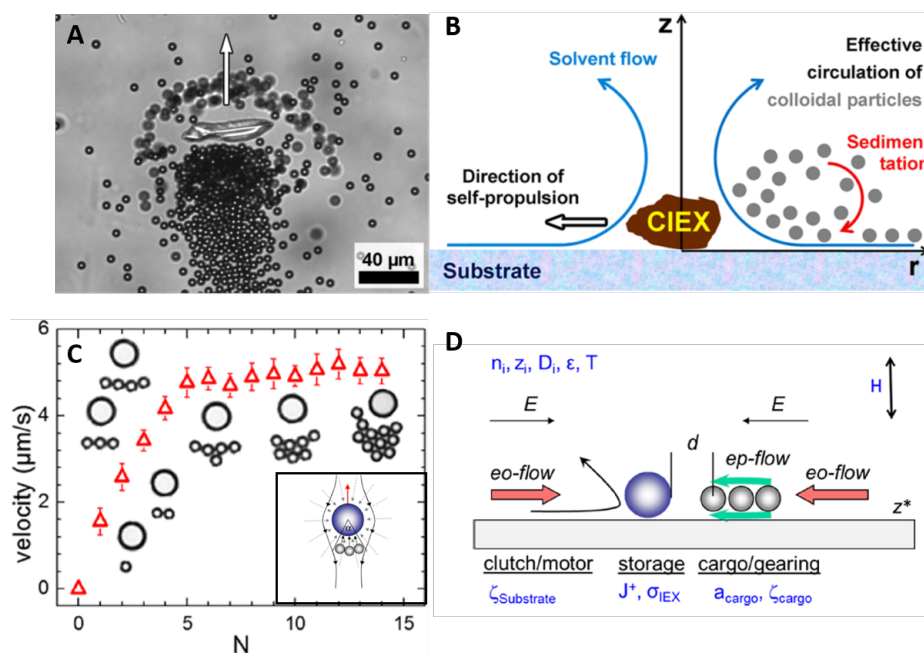 A
40 μm
B
z
Solvent flow
Effective
circulation of
colloidal particles
Sedimen
tation
Direction of
self-propulsion
CIEX
Substrate
r
C
velocity (μm/s)
6
4
2
0
0
5
10
15
N
α
D
nᵢ, zᵢ, Dᵢ, ε, T
H
E
E
d
eo-flow
ep-flow
eo-flow
z*
clutch/motor
storage
cargo/gearing
ζSubstrate
J⁺, σIEX
acargo, ζcargo